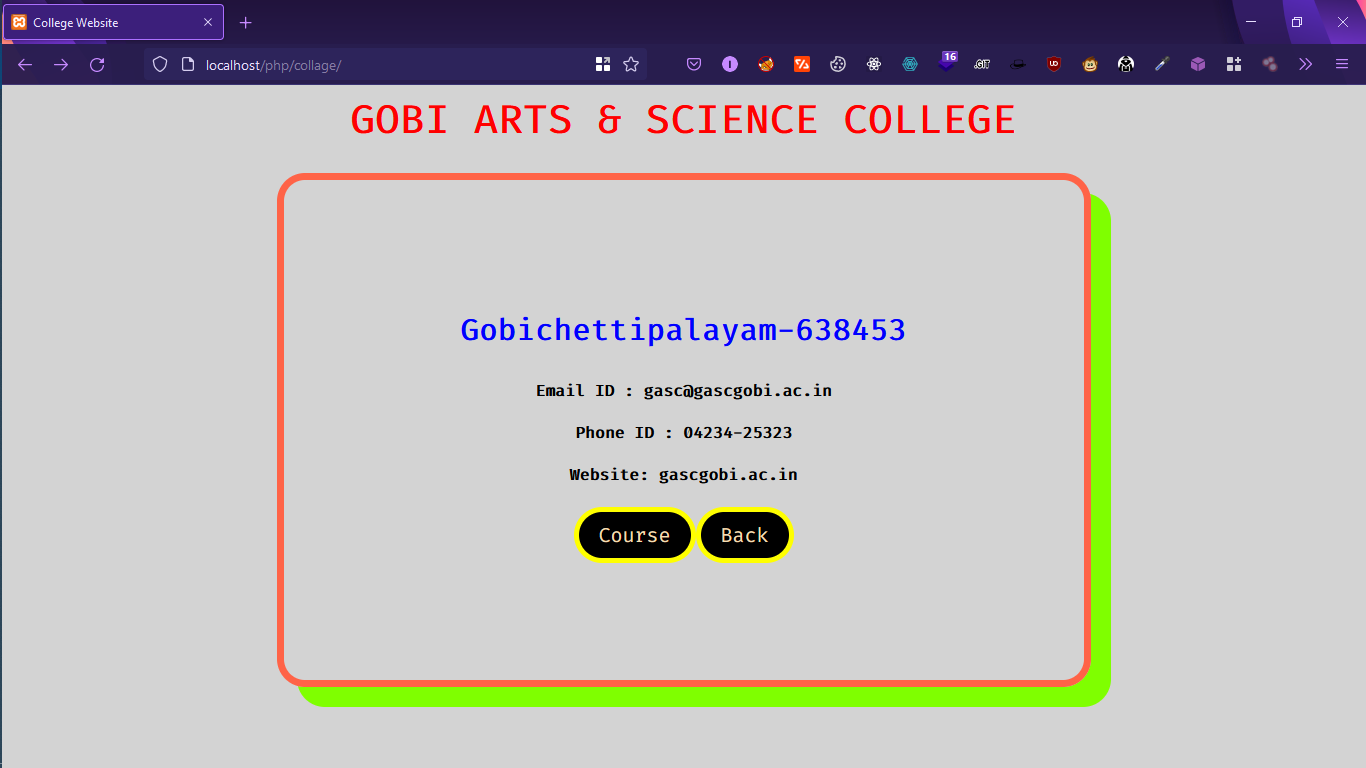 College Website
localhost/php/collage/
16
GIT
GOBI ARTS & SCIENCE COLLEGE
Gobichettipalayam-638453
Email ID : gasc@gascgobi.ac.in
Phone ID : 04234-25323
Website: gascgobi.ac.in
Course Back